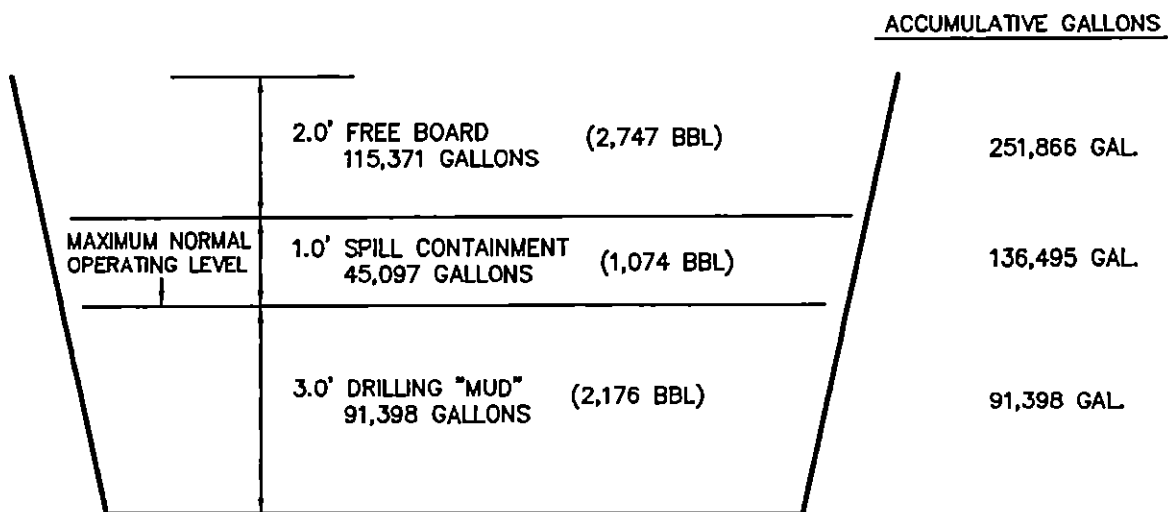 ACCUMULATIVE GALLONS
2.0' FREE BOARD (2,747 BBL)
115,371 GALLONS
251,866 GAL.
MAXIMUM NORMAL
OPERATING LEVEL
1.0' SPILL CONTAINMENT
45,097 GALLONS (1,074 BBL)
136,495 GAL.
3.0' DRILLING "MUD" (2,176 BBL)
91,398 GALLONS
91,398 GAL.